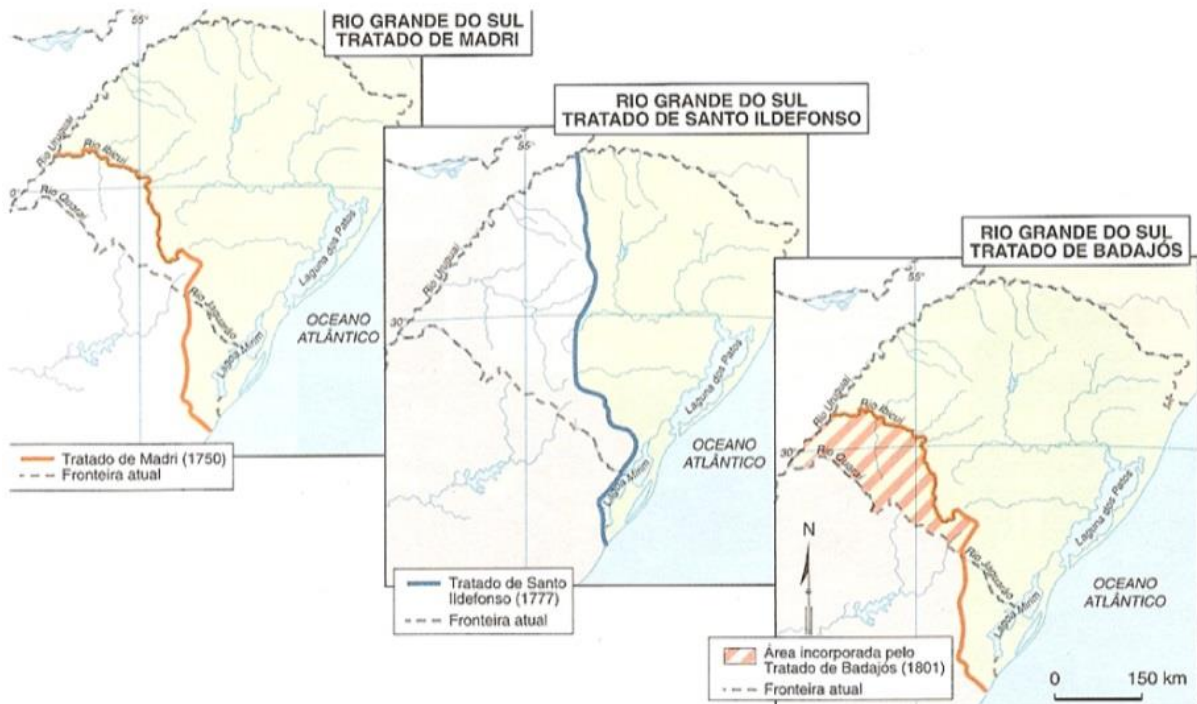 RIO GRANDE DO SUL
TRATADO DE MADRI
55°
Rio Uruguai
Rio Ibicuí
0°
Rio Quaraí
Rio Jaguarão
Laguna dos Patos
Lagoa Mirim
OCEANO
ATLÂNTICO
Tratado de Madri (1750)
Fronteira atual
RIO GRANDE DO SUL
TRATADO DE SANTO ILDEFONSO
55°
Rio Uruguai
30°
Laguna dos Patos
Lagoa Mirim
OCEANO
ATLÂNTICO
Tratado de Santo
Ildefonso (1777)
Fronteira atual
RIO GRANDE DO SUL
TRATADO DE BADAJÓS
55°
Rio Uruguai
Rio Ibicuí
30°
Rio Quaraí
Rio Jaguarão
Laguna dos Patos
Lagoa Mirim
N
OCEANO
ATLÂNTICO
Área incorporada pelo
Tratado de Badajós (1801)
Fronteira atual
0 150 km